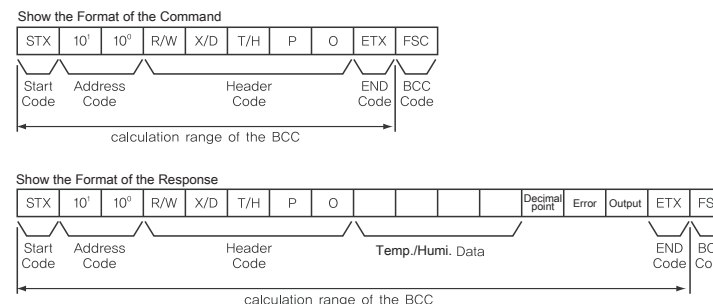 Show the Format of the Command
STX 10¹ 10⁰ R/W X/D T/H P O ETX FSC
Start Address Header END BCC
Code Code Code Code Code
calculation range of the BCC
Show the Format of the Response
STX 10¹ 10⁰ R/W X/D T/H P O Decimal point Error Output ETX
Start Address Header Temp./Humi. Data END
Code Code Code Code
calculation range of the BCC